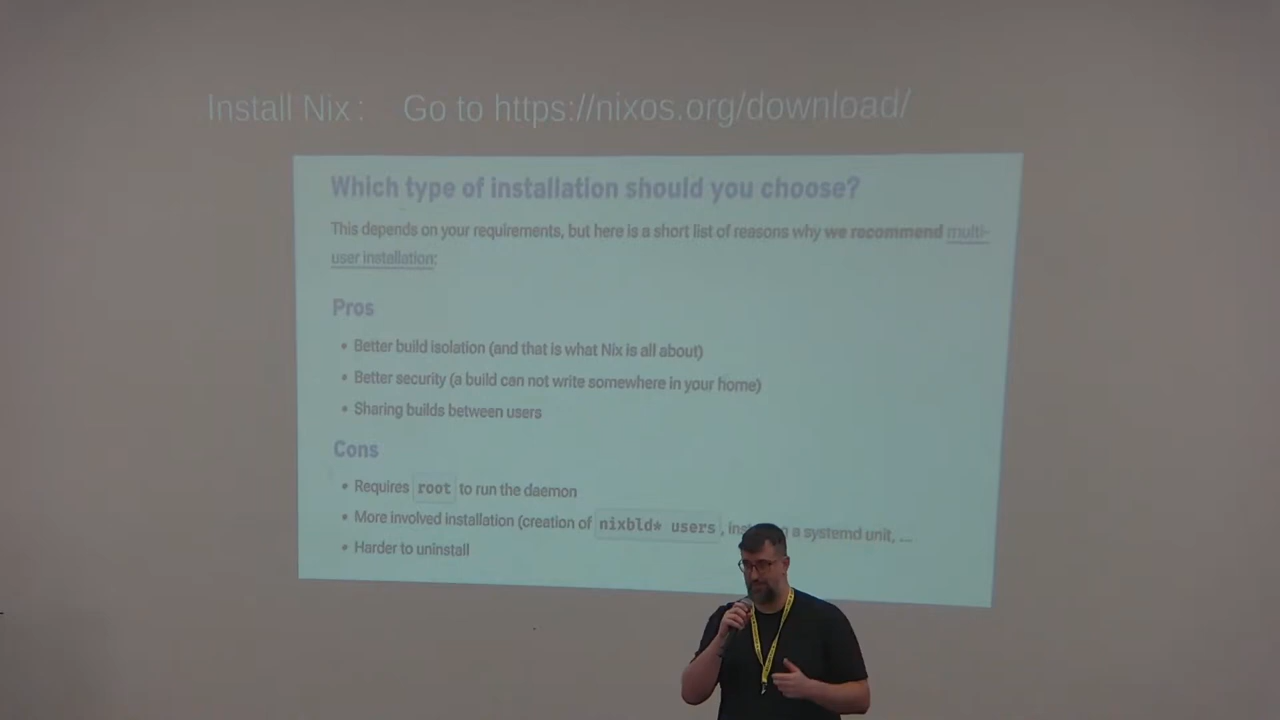 Install Nix: Go to https://nixos.org/download/
Which type of installation should you choose?
This depends on your requirements, but here is a short list of reasons why we recommend multi-
user installation:
Pros
• Better build isolation (and that is what Nix is all about)
• Better security (a build can not write somewhere in your home)
• Sharing builds between users
Cons
• Requires root to run the daemon
• More involved installation (creation of nixbld* users, a systemd unit, ...
• Harder to uninstall